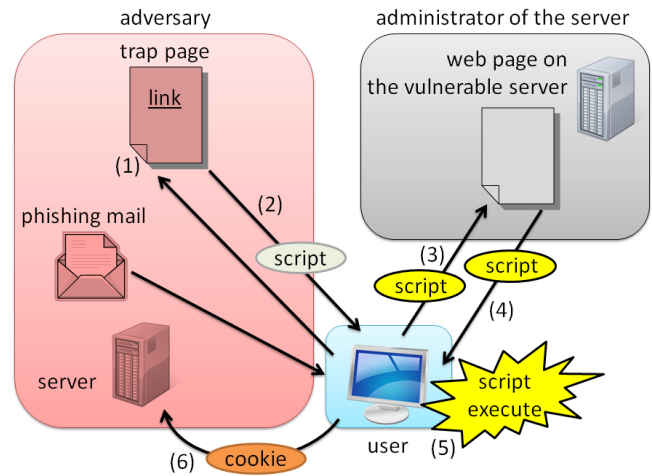 adversary
administrator of the server
trap page
link
web page on
the vulnerable server
(1)
(2)
phishing mail
script
(3)
script
script
(4)
server
script
execute
user
(5)
(6)
cookie